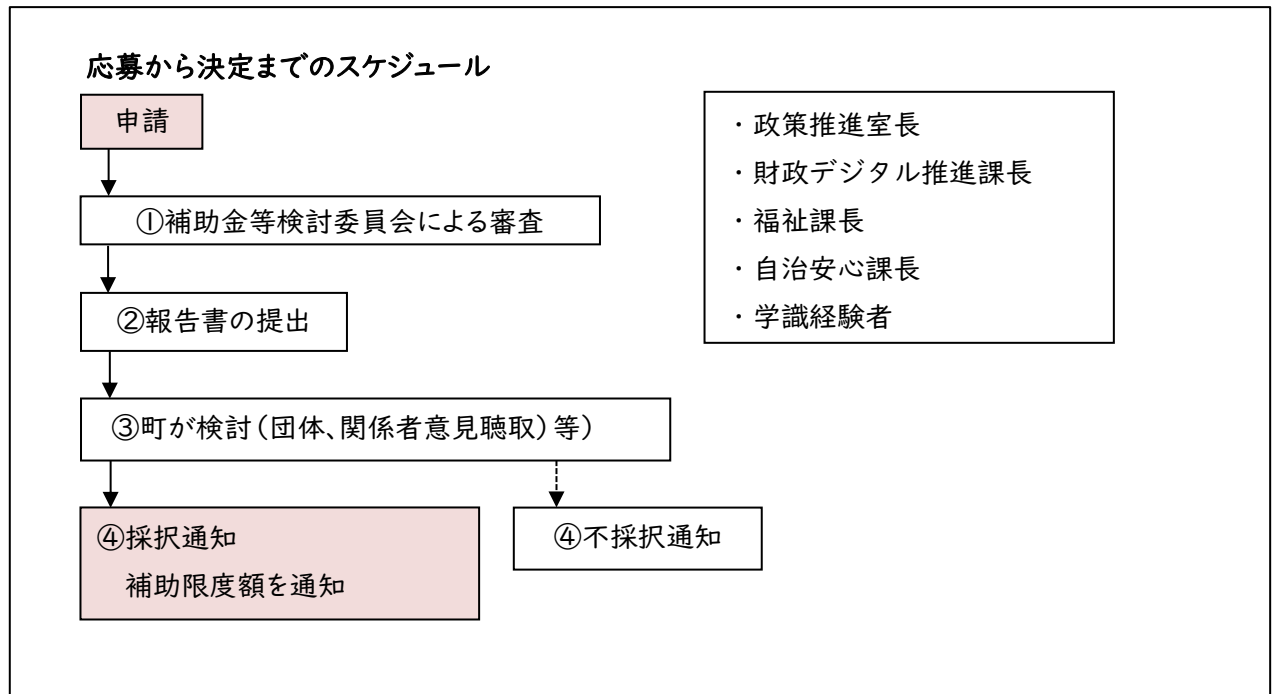 応募から決定までのスケジュール
申請
①補助金等検討委員会による審査
②報告書の提出
③町が検討(団体、関係者意見聴取)等)
④採択通知
補助限度額を通知
④不採択通知
・政策推進室長
・財政デジタル推進課長
・福祉課長
・自治安心課長
・学識経験者